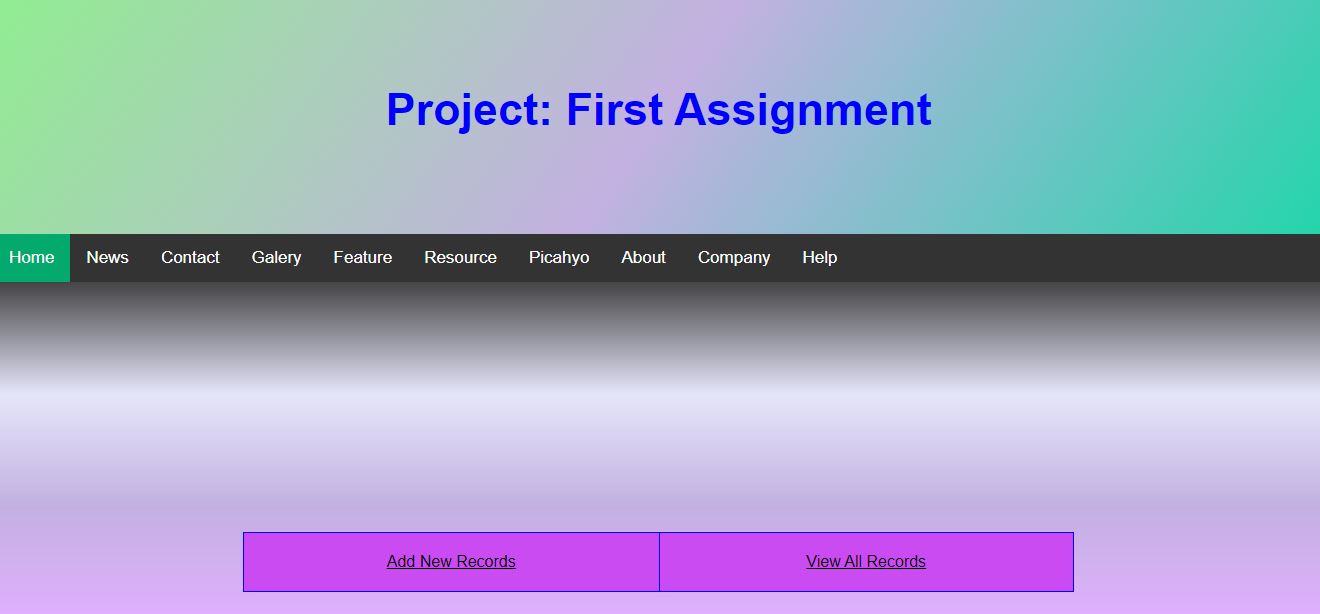 Project: First Assignment
Home News Contact Galery Feature Resource Picahyo About Company Help
Add New Records View All Records